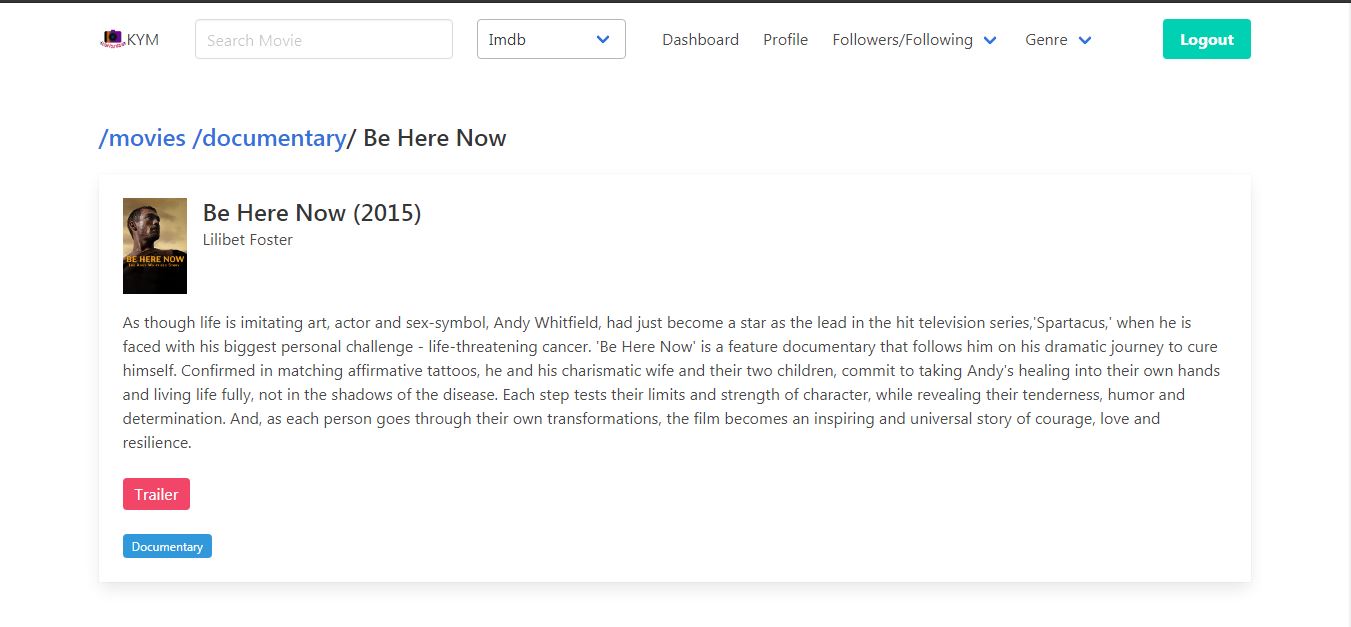 KYM Search Movie Imdb Dashboard Profile Followers/Following Genre Logout
/movies /documentary/ Be Here Now
Be Here Now (2015)
Lilibet Foster
BE HERE NOW
As though life is imitating art, actor and sex-symbol, Andy Whitfield, had just become a star as the lead in the hit television series,'Spartacus,' when he is
faced with his biggest personal challenge - life-threatening cancer. 'Be Here Now' is a feature documentary that follows him on his dramatic journey to cure
himself. Confirmed in matching affirmative tattoos, he and his charismatic wife and their two children, commit to taking Andy's healing into their own hands
and living life fully, not in the shadows of the disease. Each step tests their limits and strength of character, while revealing their tenderness, humor and
determination. And, as each person goes through their own transformations, the film becomes an inspiring and universal story of courage, love and
resilience.
Trailer
Documentary